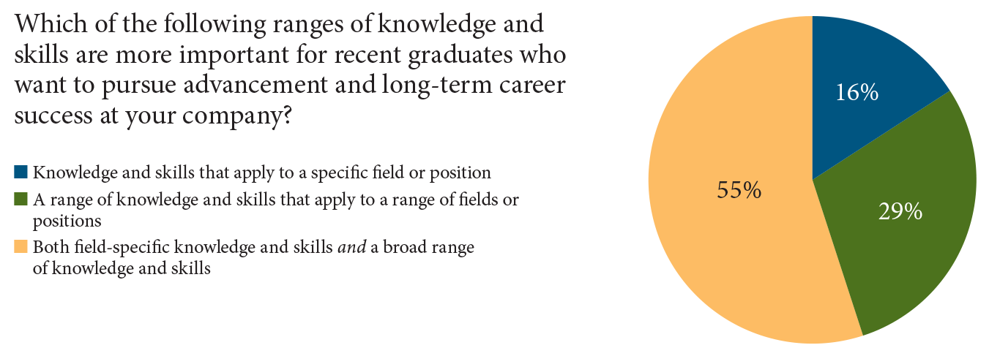 Which of the following ranges of knowledge and
skills are more important for recent graduates who
want to pursue advancement and long-term career
success at your company?
Knowledge and skills that apply to a specific field or position
A range of knowledge and skills that apply to a range of fields or
positions
Both field-specific knowledge and skills and a broad range
of knowledge and skills
16%
55%
29%